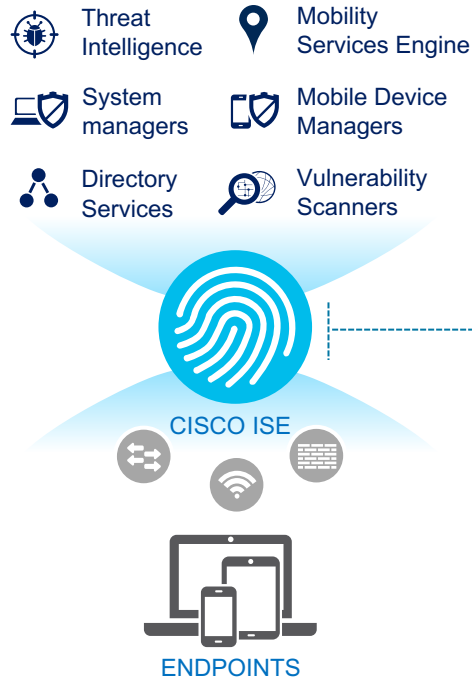 Threat
Intelligence
Mobility
Services Engine
System
managers
Mobile Device
Managers
Directory
Services
Vulnerability
Scanners
CISCO ISE
ENDPOINTS